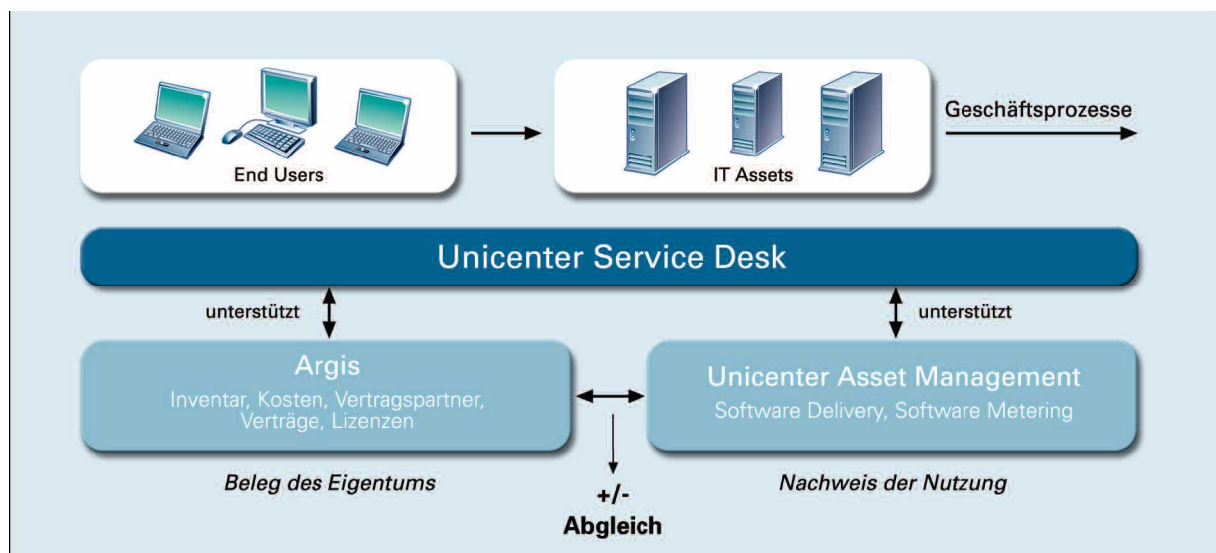 End Users
IT Assets
Geschäftsprozesse
Unicenter Service Desk
unterstützt
unterstützt
Argis
Inventar, Kosten, Vertragspartner,
Verträge, Lizenzen
Unicenter Asset Management
Software Delivery, Software Metering
Beleg des Eigentums
+/-
Abgleich
Nachweis der Nutzung